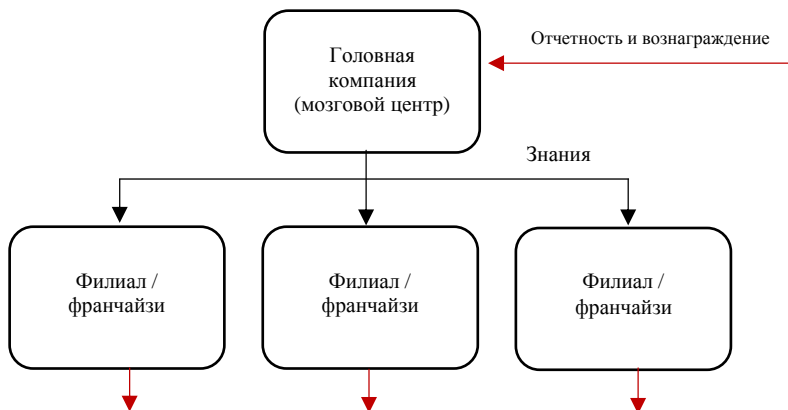 Отчетность и вознаграждение
Головная
компания
(мозговой центр)
Знания
Филиал /
франчайзи
Филиал /
франчайзи
Филиал /
франчайзи